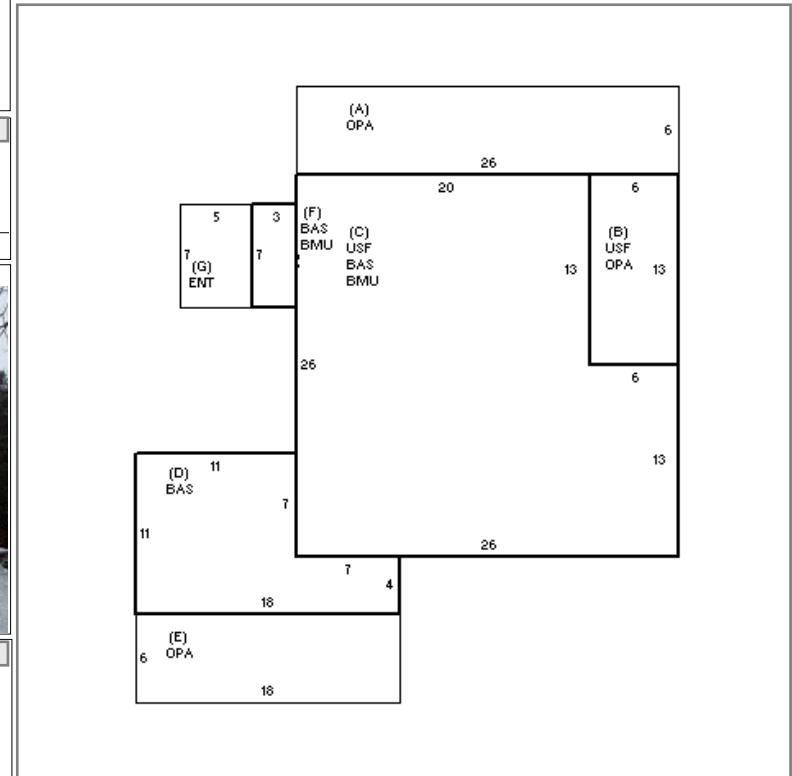 (A)
OPA
6
26
20
6
5
3
(F)
BAS
BMU
(C)
USF
BAS
BMU
(B)
USF
OPA
7
(G)
ENT
7
13
13
26
6
13
11
(D)
BAS
7
11
26
7
4
18
(E)
OPA
6
18